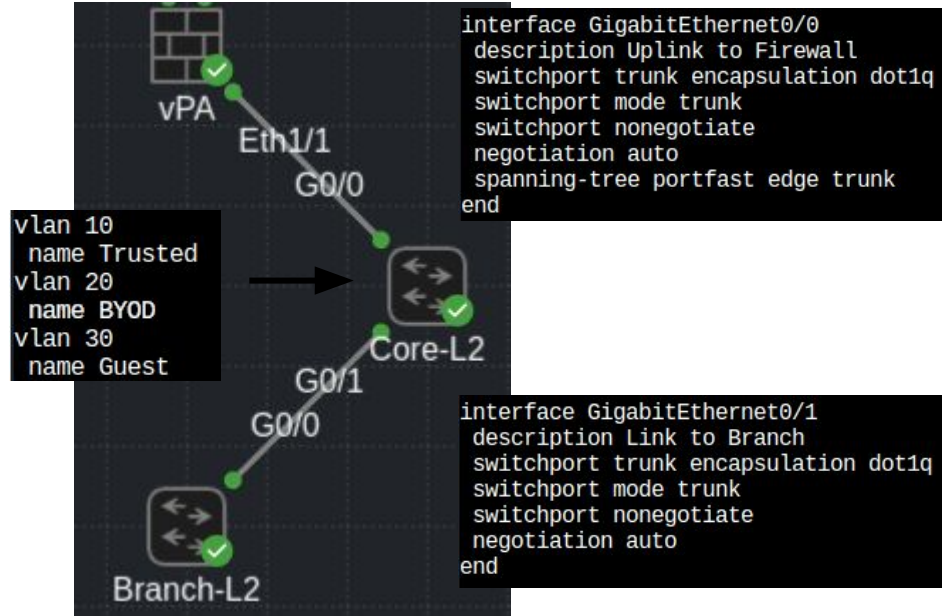 interface GigabitEthernet0/0
description Uplink to Firewall
switchport trunk encapsulation dot1q
switchport mode trunk
switchport nonegotiate
negotiation auto
spanning-tree portfast edge trunk
end
vPA
Eth1/1
G0/0
vlan 10
name Trusted
vlan 20
name BYOD
vlan 30
name Guest
Core-L2
G0/1
G0/0
Branch-L2
interface GigabitEthernet0/1
description Link to Branch
switchport trunk encapsulation dot1q
switchport mode trunk
switchport nonegotiate
negotiation auto
end